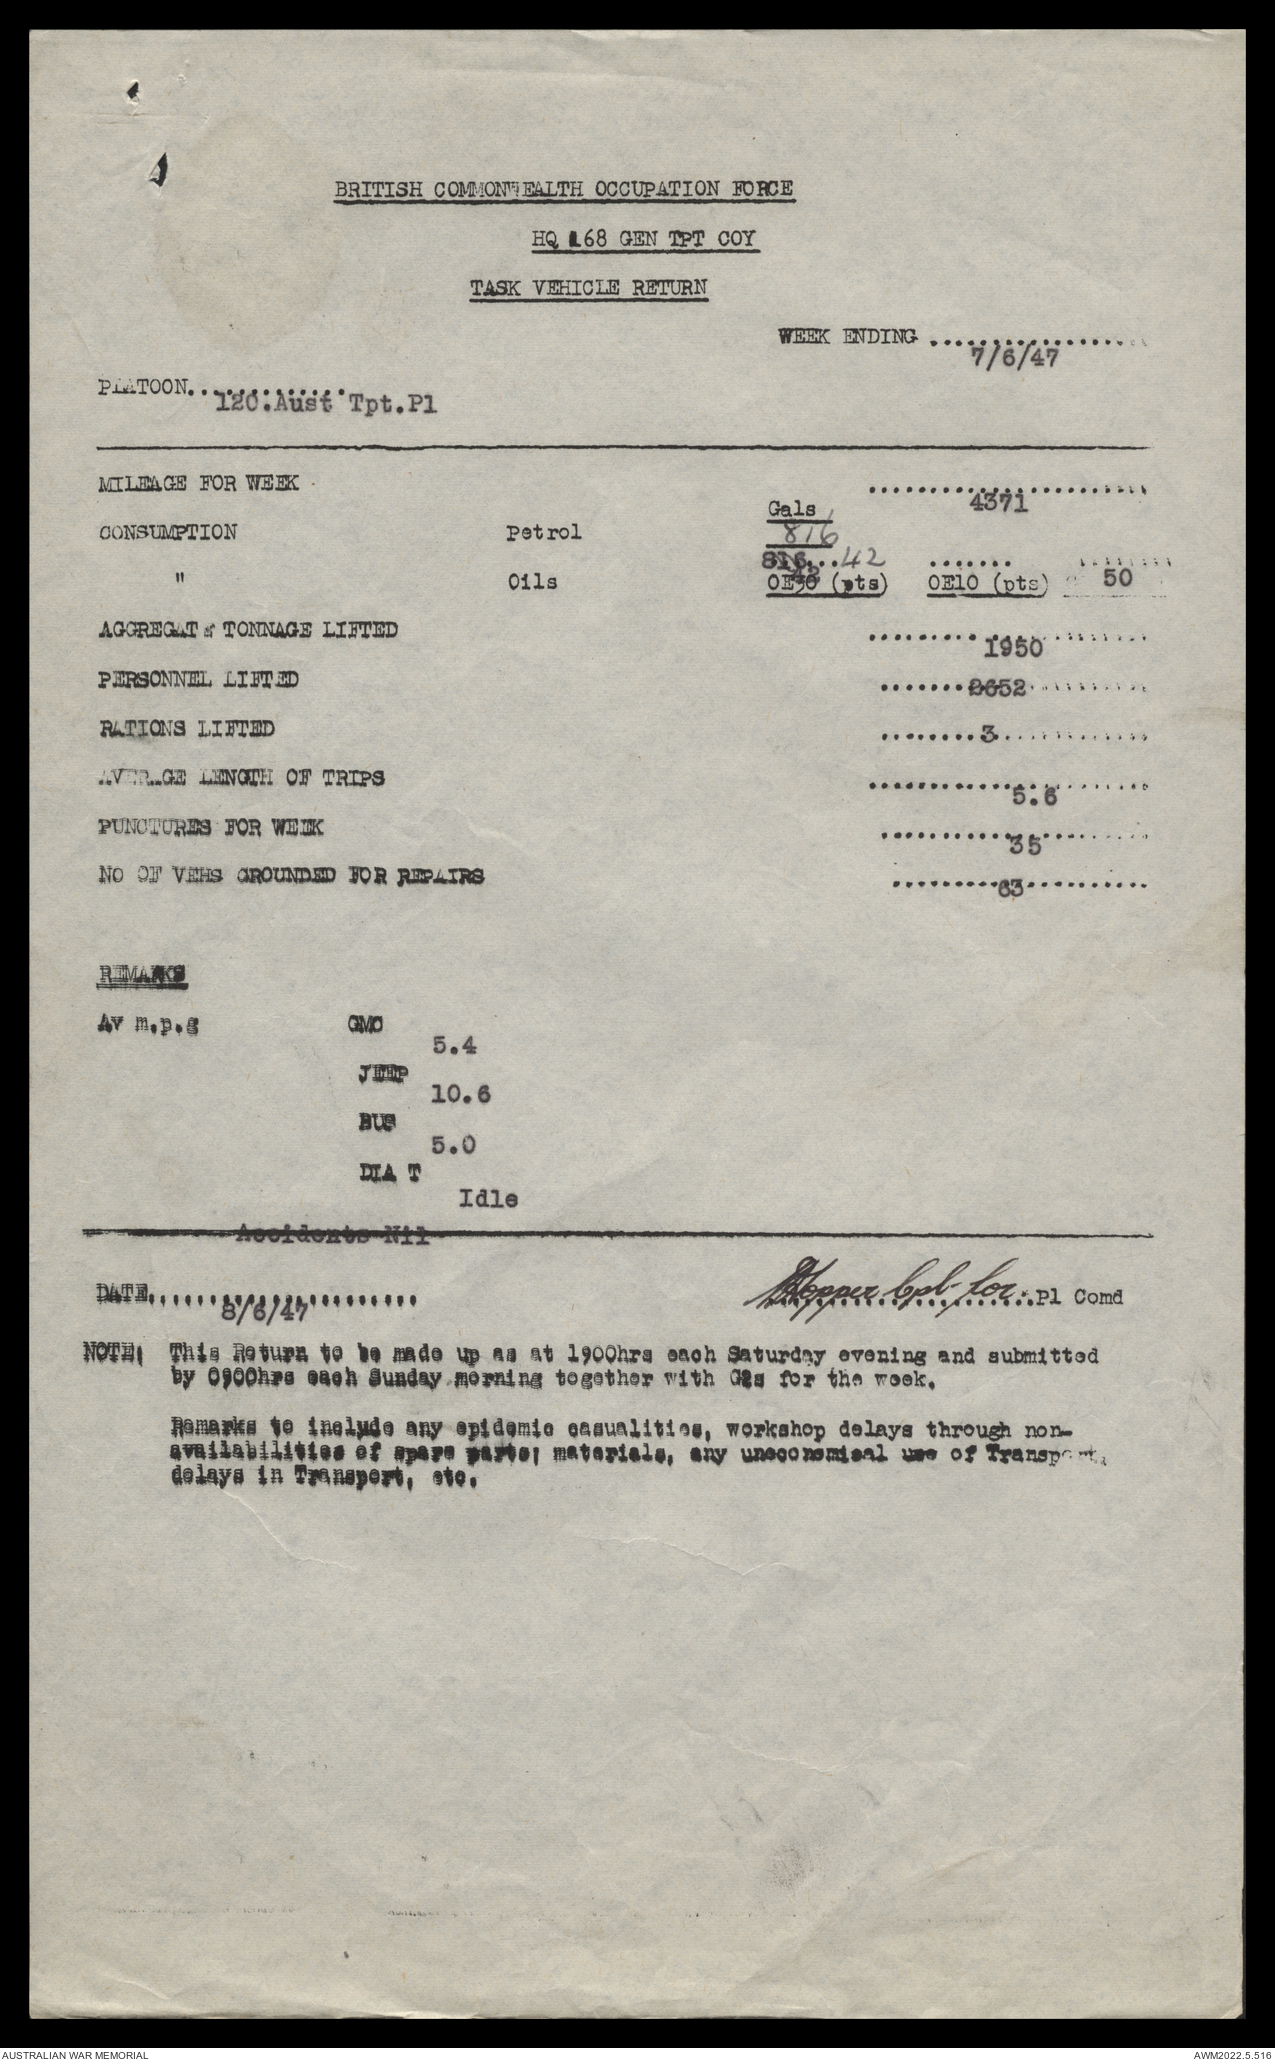 BRITISH COMMONWEALTH OCCUPATION FORCE
HQ 168 GEN TPT COY
TASK VEHICLE RETURN
WEEK ENDING ..................
7/6/47
PLATOON.............
120.Aust Tpt.Pl
MILEAGE FOR WEEK .......................
4371
Gals
816
CONSUMPTION Petrol
816...42 ....... ........
42
" Oils OE30 (pts) OE10 (pts) 50
AGGREGATE TONNAGE LIFTED .......................
1950
PERSONNEL LIFTED .......2652..........
RATIONS LIFTED ........3............
AVERAGE LENGTH OF TRIPS .......................
5.6
PUNCTURES FOR WEEK ......................
35
NO OF VEHS GROUNDED FOR REPAIRS .........63..........
REMARKS
Av m.p.g GMC
5.4
JEEP
10.6
BUS
5.0
DIA T
Idle
Accidents Nil
DATE......................
8/6/47
Hopper Cpl for.Pl Comd
NOTE: This Return to be made up as at 1900hrs each Saturday evening and submitted
by 0900hrs each Sunday morning together with G2s for the week.
Remarks to include any epidemic casualities, workshop delays through non-
availabilities of spare parts; materials, any uneconomical use of Transport,
delays in Transport, etc.
AUSTRALIAN WAR MEMORIAL AWM2022.5.516